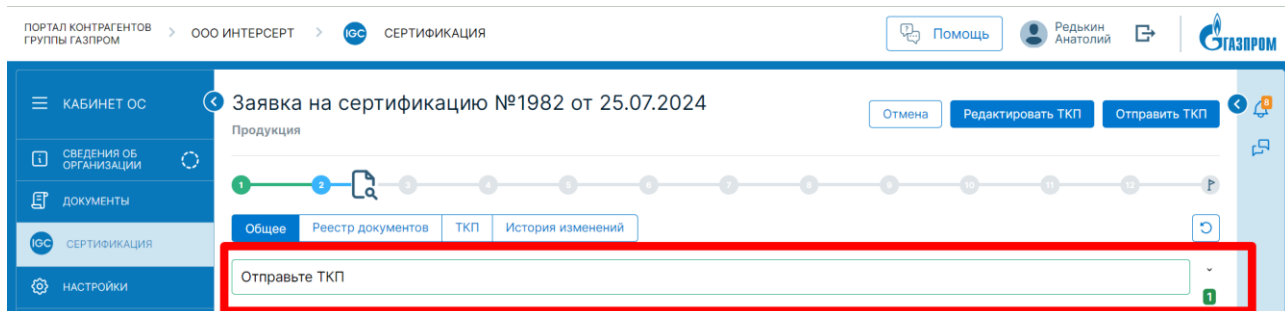 ПОРТАЛ КОНТРАГЕНТОВ
ГРУППЫ ГАЗПРОМ
> ООО ИНТЕРСЕРТ > IGC СЕРТИФИКАЦИЯ
Помощь
Редькин
Анатолий
ГАЗПРОМ
КАБИНЕТ ОС
Заявка на сертификацию №1982 от 25.07.2024
Продукция
Отмена
Редактировать ТКП
Отправить ТКП
8
СВЕДЕНИЯ ОБ
ОРГАНИЗАЦИИ
1 2 3 4 5 6 7 8 9 10 11 12
ДОКУМЕНТЫ
Общее Реестр документов ТКП История изменений
IGC СЕРТИФИКАЦИЯ
Отправьте ТКП
1
НАСТРОЙКИ